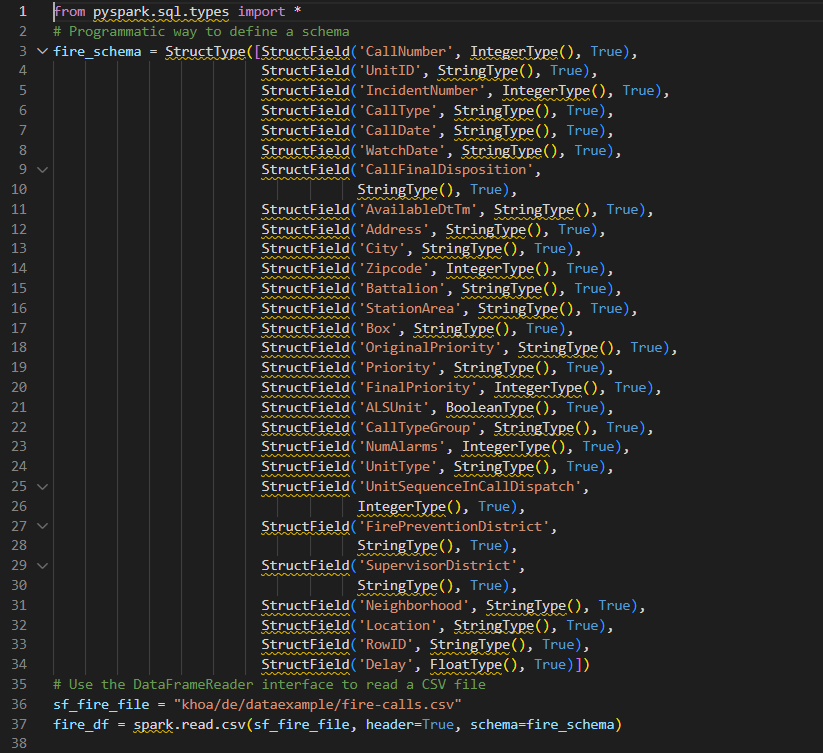 1 from pyspark.sql.types import *
2 # Programmatic way to define a schema
3 fire_schema = StructType([StructField('CallNumber', IntegerType(), True),
4 StructField('UnitID', StringType(), True),
5 StructField('IncidentNumber', IntegerType(), True),
6 StructField('CallType', StringType(), True),
7 StructField('CallDate', StringType(), True),
8 StructField('WatchDate', StringType(), True),
9 StructField('CallFinalDisposition',
10 StringType(), True),
11 StructField('AvailableDtTm', StringType(), True),
12 StructField('Address', StringType(), True),
13 StructField('City', StringType(), True),
14 StructField('Zipcode', IntegerType(), True),
15 StructField('Battalion', StringType(), True),
16 StructField('StationArea', StringType(), True),
17 StructField('Box', StringType(), True),
18 StructField('OriginalPriority', StringType(), True),
19 StructField('Priority', StringType(), True),
20 StructField('FinalPriority', IntegerType(), True),
21 StructField('ALSUnit', BooleanType(), True),
22 StructField('CallTypeGroup', StringType(), True),
23 StructField('NumAlarms', IntegerType(), True),
24 StructField('UnitType', StringType(), True),
25 StructField('UnitSequenceInCallDispatch',
26 IntegerType(), True),
27 StructField('FirePreventionDistrict',
28 StringType(), True),
29 StructField('SupervisorDistrict',
30 StringType(), True),
31 StructField('Neighborhood', StringType(), True),
32 StructField('Location', StringType(), True),
33 StructField('RowID', StringType(), True),
34 StructField('Delay', FloatType(), True)])
35 # Use the DataFrameReader interface to read a CSV file
36 sf_fire_file = "khoa/de/dataexample/fire-calls.csv"
37 fire_df = spark.read.csv(sf_fire_file, header=True, schema=fire_schema)
38